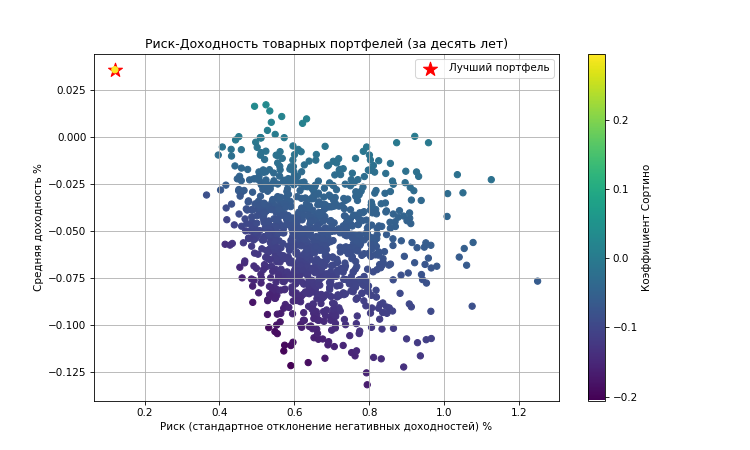 Риск-Доходность товарных портфелей (за десять лет)
Лучший портфель
Средняя доходность %
0.025
0.000
−0.025
−0.050
−0.075
−0.100
−0.125
0.2 0.4 0.6 0.8 1.0 1.2
Риск (стандартное отклонение негативных доходностей) %
0.2
0.1
0.0
−0.1
−0.2
Коэффициент Сортино